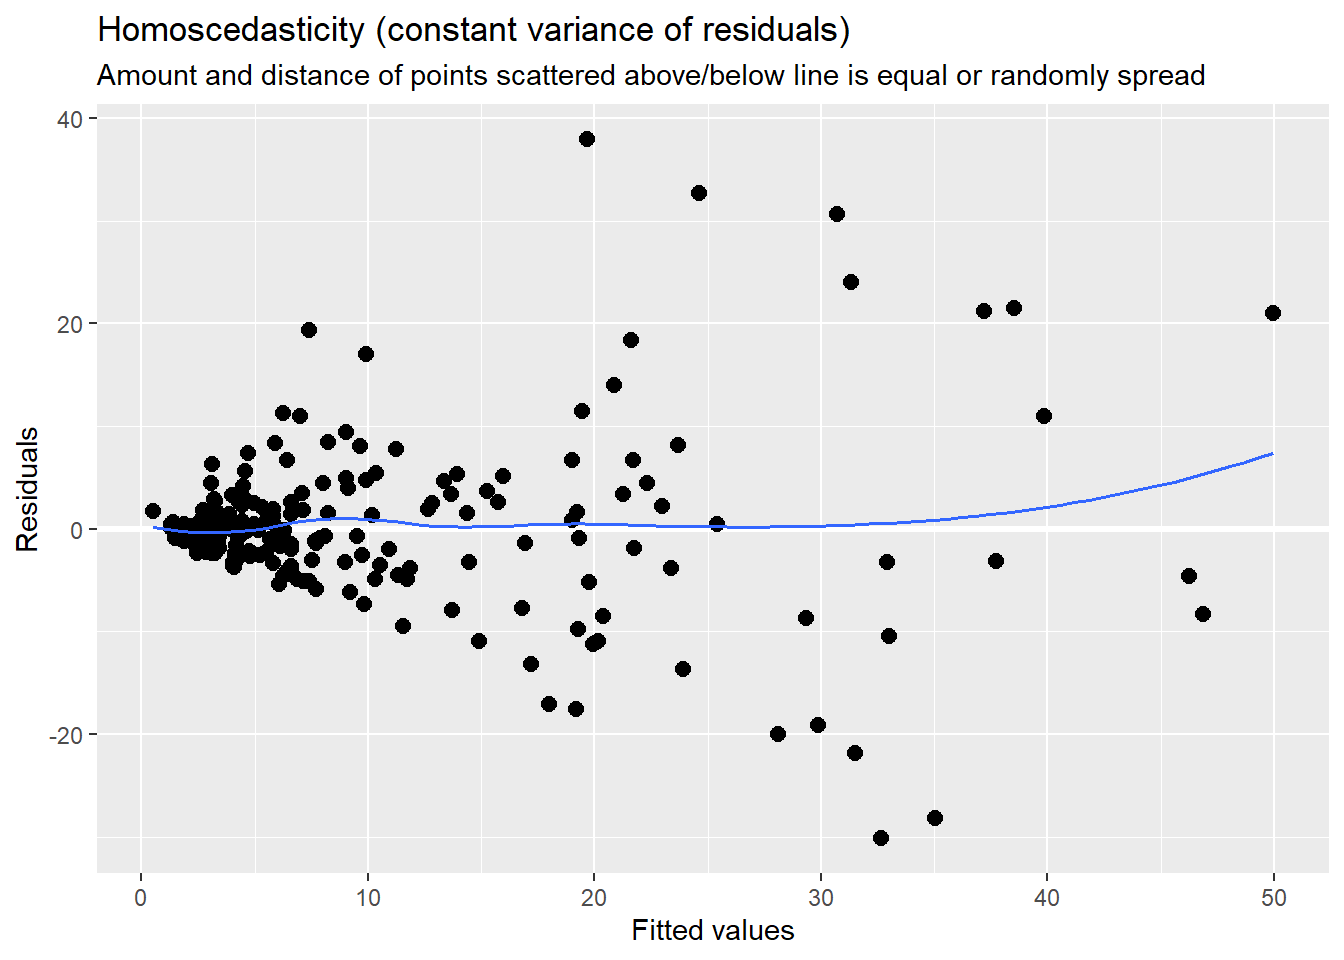 Homoscedasticity (constant variance of residuals)
Amount and distance of points scattered above/below line is equal or randomly spread
40
20
0
-20
Residuals
0 10 20 30 40 50
Fitted values